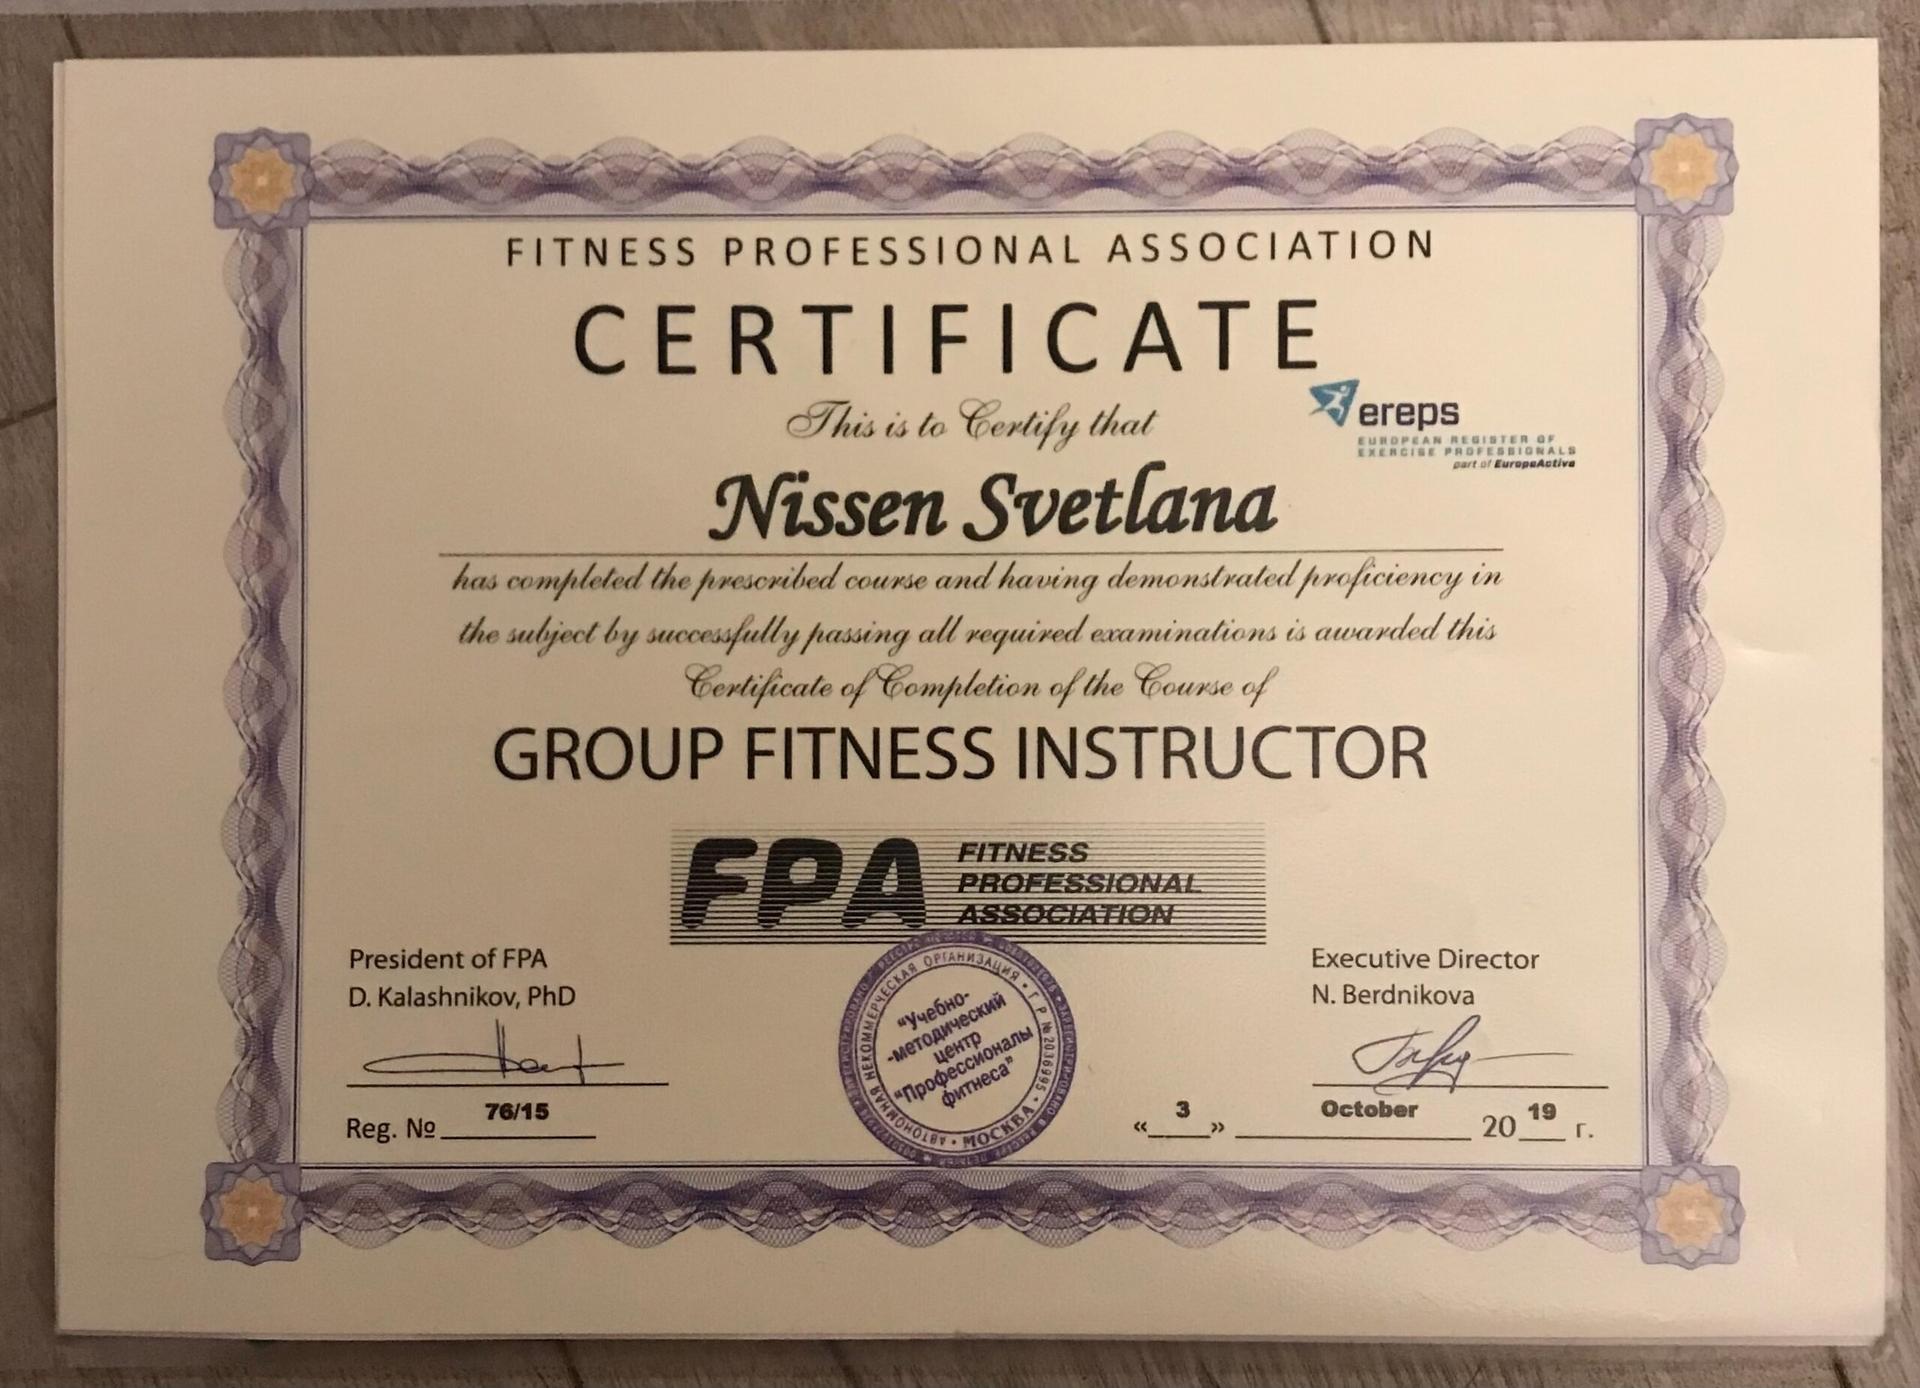 FITNESS PROFESSIONAL ASSOCIATION
CERTIFICATE
This is to Certify that
ereps
EUROPEAN REGISTER OF
EXERCISE PROFESSIONALS
part of EuropeActive
Nissen Svetlana
has completed the prescribed course and having demonstrated proficiency in
the subject by successfully passing all required examinations is awarded this
Certificate of Completion of the Course of
GROUP FITNESS INSTRUCTOR
FPA
FITNESS
PROFESSIONAL
ASSOCIATION
President of FPA
D. Kalashnikov, PhD
Reg. № 76/15
АВТОНОМНАЯ НЕКОММЕРЧЕСКАЯ ОРГАНИЗАЦИЯ • Г.Р.№2036995 • МОСКВА •
"Учебно-
-методический
центр
"Профессионалы
фитнеса"
Executive Director
N. Berdnikova
« 3 » October 20 19 г.